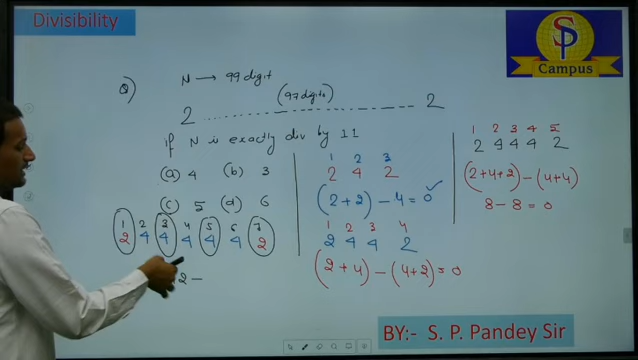 Divisibility
SP
Campus
Q) N → 99 digit
(97 digits)
2 ............ 2
If N is exactly div by 11
(a) 4 (b) 3
(c) 5 (d) 6
1 2 3 4 5 6 7
2 4 4 4 4 4 2
2 –
1 2 3
2 4 2
(2+2) – 4 = 0 ✓
1 2 3 4
2 4 4 2
(2+4) – (4+2) = 0
1 2 3 4 5
2 4 4 4 2
(2+4+2) – (4+4)
8 – 8 = 0
BY:- S. P. Pandey Sir